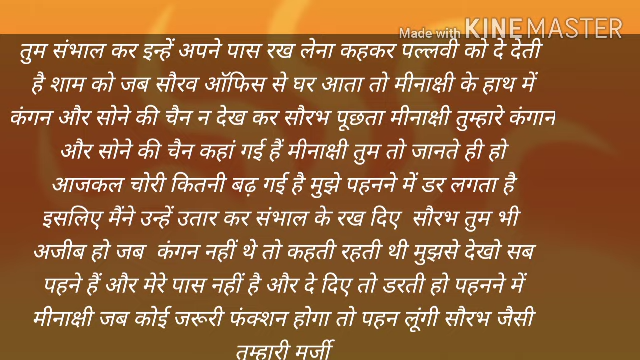 Made with KINEMASTER
तुम संभाल कर इन्हें अपने पास रख लेना कहकर पल्लवी को दे देती
है शाम को जब सौरव ऑफिस से घर आता तो मीनाक्षी के हाथ में
कंगन और सोने की चैन न देख कर सौरभ पूछता मीनाक्षी तुम्हारे कंगान
और सोने की चैन कहां गई हैं मीनाक्षी तुम तो जानते ही हो
आजकल चोरी कितनी बढ़ गई है मुझे पहनने में डर लगता है
इसलिए मैंने उन्हें उतार कर संभाल के रख दिए सौरभ तुम भी
अजीब हो जब कंगन नहीं थे तो कहती रहती थी मुझसे देखो सब
पहने हैं और मेरे पास नहीं है और दे दिए तो डरती हो पहनने में
मीनाक्षी जब कोई जरूरी फंक्शन होगा तो पहन लूंगी सौरभ जैसी
तुम्हारी मर्जी